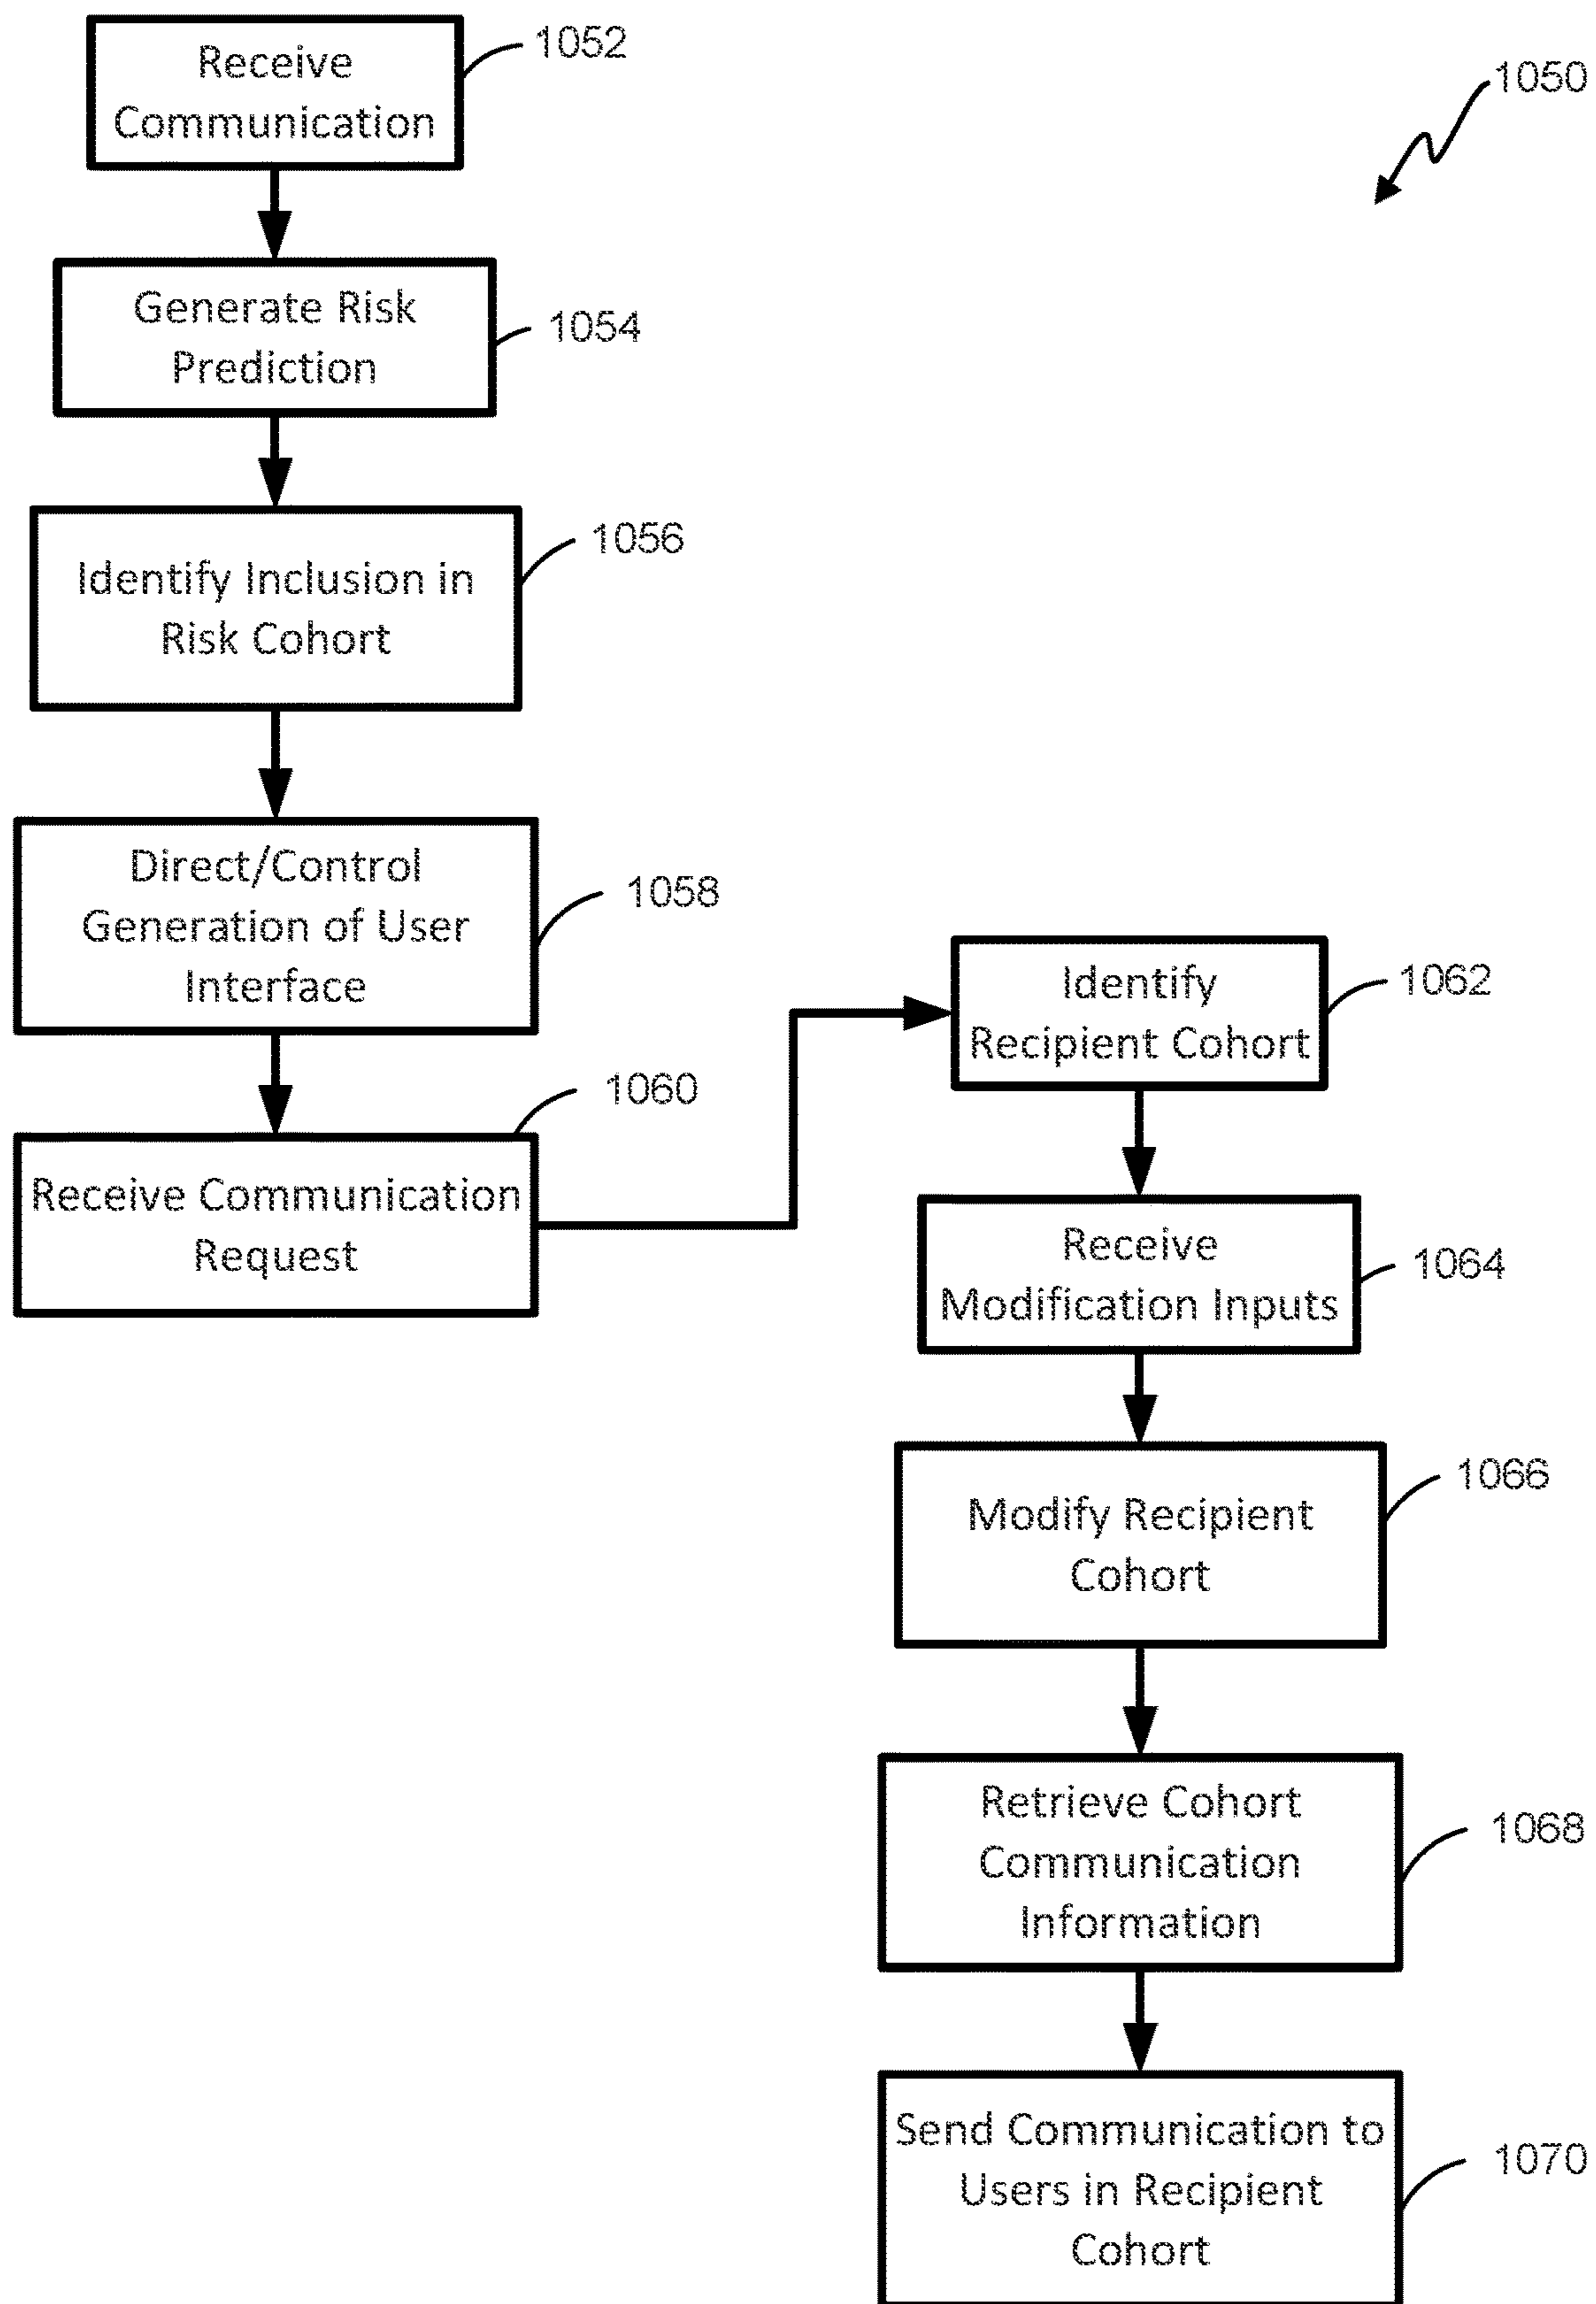 Receive
Communication
1052
1050
Generate Risk
Prediction
1054
Identify Inclusion in
Risk Cohort
1056
Direct/Control
Generation of User
Interface
1058
Receive Communication
Request
1060
Identify
Recipient Cohort
1062
Receive
Modification Inputs
1064
Modify Recipient
Cohort
1066
Retrieve Cohort
Communication
Information
1068
Send Communication to
Users in Recipient
Cohort
1070